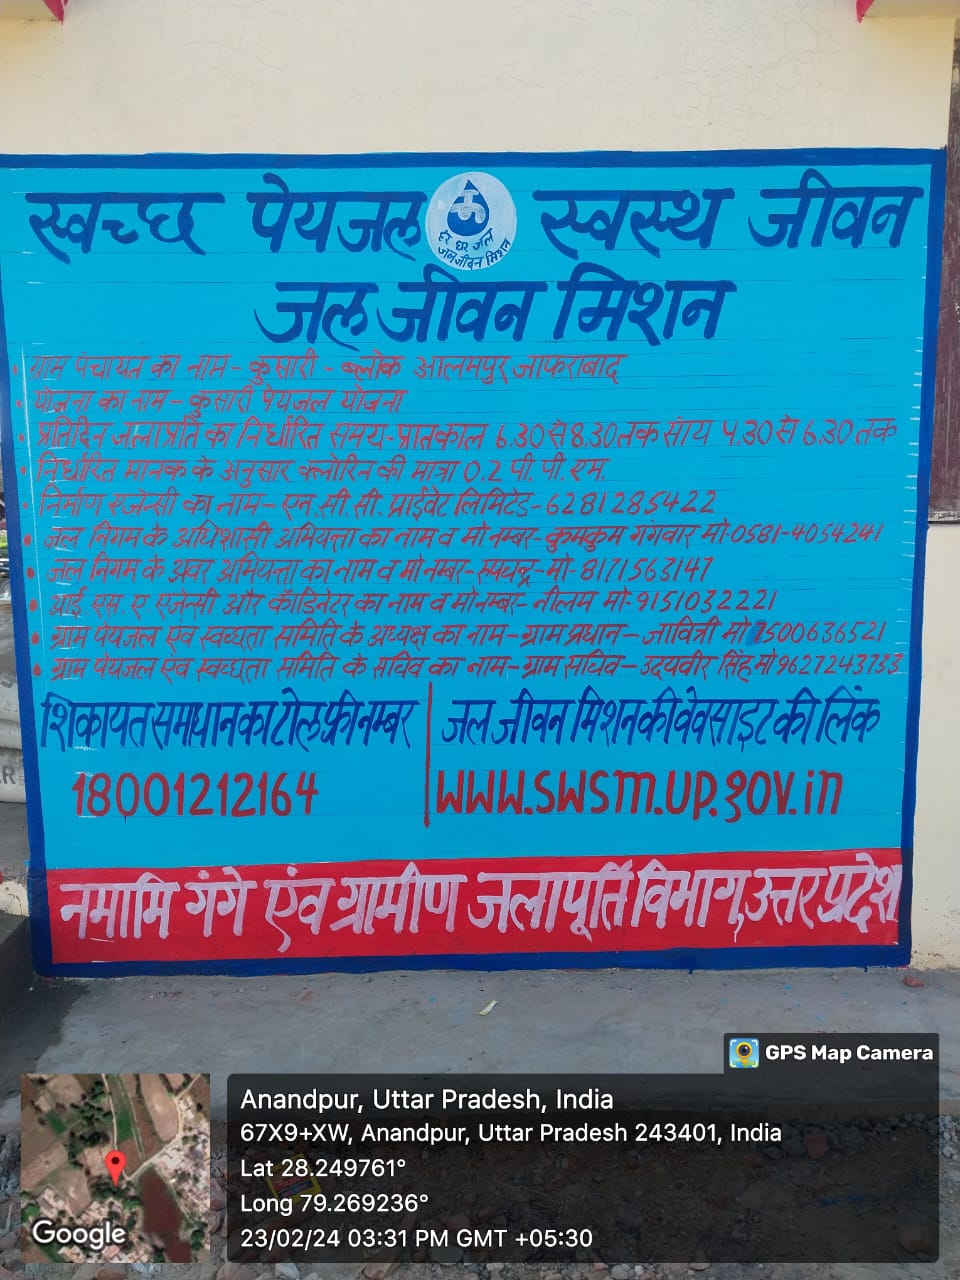 स्वच्छ पेयजल स्वस्थ जीवन
हर घर जल
जल जीवन मिशन
जल जीवन मिशन
• ग्राम पंचायत का नाम - कुसारी - ब्लोक आलमपुर जाफराबाद
• योजना का नाम - कुसारी पेयजल योजना
• प्रतिदिन जलाप्रति का निर्धारित समय - प्रातकाल 6.30 से 8.30 तक सांय 4.30 से 6.30 तक
• निर्धारित मानक के अनुसार क्लोरिन की मात्रा 0.2 पी. पी. एम.
• निर्माण एजेन्सी का नाम - एन. सी. सी. प्राईवेट लिमिटेड - 6281285422
• जल निगम के अधिशासी अभियन्ता का नाम व मो नम्बर - कुमकुम गंगवार मो. 0581-4054241
• जल निगम के अवर अभियन्ता का नाम व मो नम्बर - रुपचन्द्र - मो - 8171563147
• आई. एस. ए. एजेन्सी और कॉडिनेटर का नाम व मो नम्बर - नीलम मो - 9151032221
• ग्राम पेयजल एंव स्वच्छता समिति के अध्यक्ष का नाम - ग्राम प्रधान - जावित्री मो 7500636521
• ग्राम पेयजल एंव स्वच्छता समिति के सचिव का नाम - ग्राम सचिव - उदयवीर सिंह मो 9627243733
शिकायत समाधान का टोल फ्री नम्बर
18001212164
जल जीवन मिशन की वेवसाइट की लिंक
www.swsm.up.gov.in
नमामि गंगे एंव ग्रामीण जलापूर्ति विभाग, उत्तर प्रदेश
GPS Map Camera
Anandpur, Uttar Pradesh, India
67X9+XW, Anandpur, Uttar Pradesh 243401, India
Lat 28.249761°
Long 79.269236°
23/02/24 03:31 PM GMT +05:30
Google